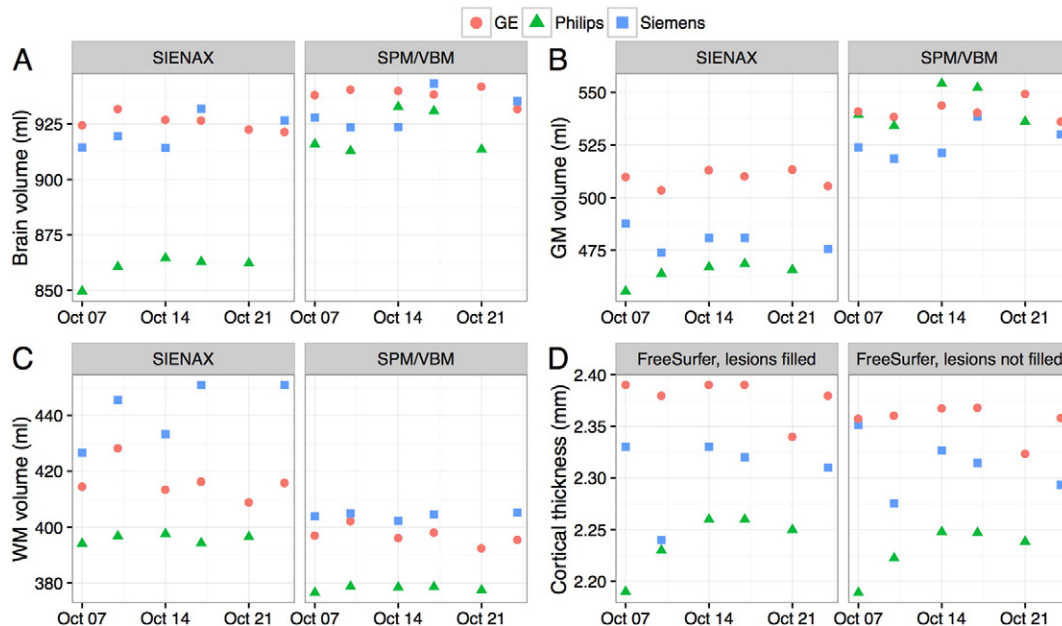 GE Philips Siemens
A SIENAX SPM/VBM
Brain volume (ml)
925
900
875
850
Oct 07 Oct 14 Oct 21 Oct 07 Oct 14 Oct 21
B SIENAX SPM/VBM
GM volume (ml)
550
525
500
475
Oct 07 Oct 14 Oct 21 Oct 07 Oct 14 Oct 21
C SIENAX SPM/VBM
WM volume (ml)
440
420
400
380
Oct 07 Oct 14 Oct 21 Oct 07 Oct 14 Oct 21
D FreeSurfer, lesions filled FreeSurfer, lesions not filled
Cortical thickness (mm)
2.40
2.35
2.30
2.25
2.20
Oct 07 Oct 14 Oct 21 Oct 07 Oct 14 Oct 21